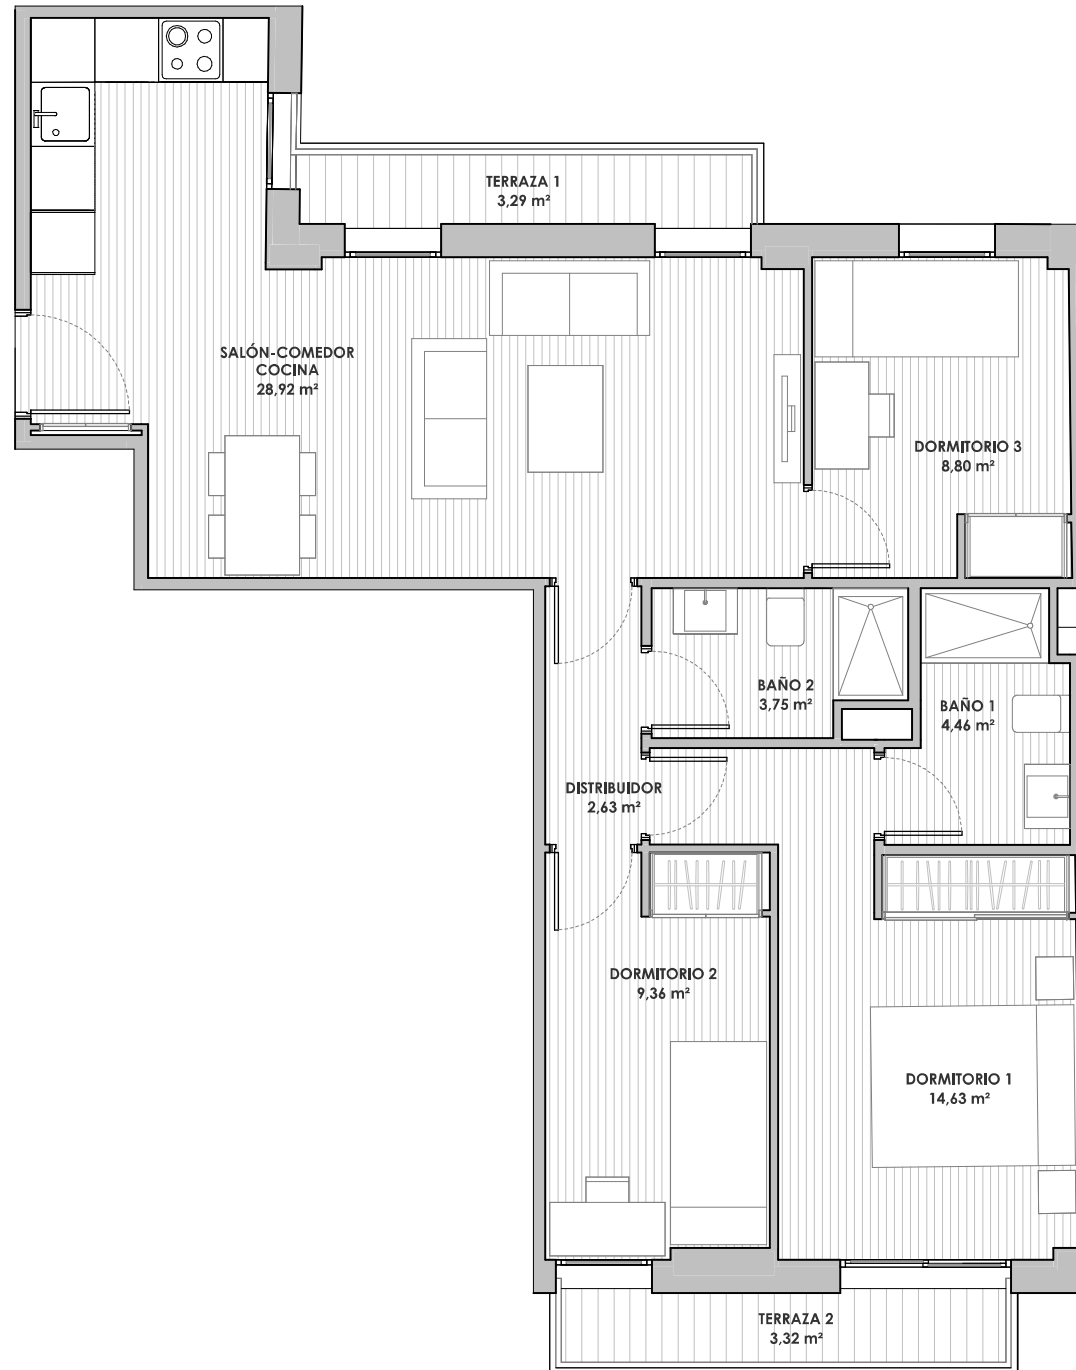 TERRAZA 1
3,29 m²
SALÓN-COMEDOR
COCINA
28,92 m²
DORMITORIO 3
8,80 m²
BAÑO 2
3,75 m²
BAÑO 1
4,46 m²
DISTRIBUIDOR
2,63 m²
DORMITORIO 2
9,36 m²
DORMITORIO 1
14,63 m²
TERRAZA 2
3,32 m²